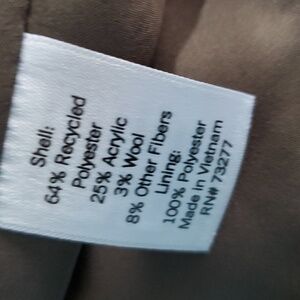 Shell:
64% Recycled
Polyester
25% Acrylic
3% Wool
8% Other Fibers
Lining:
100% Polyester
Made in Vietnam
RN# 73277